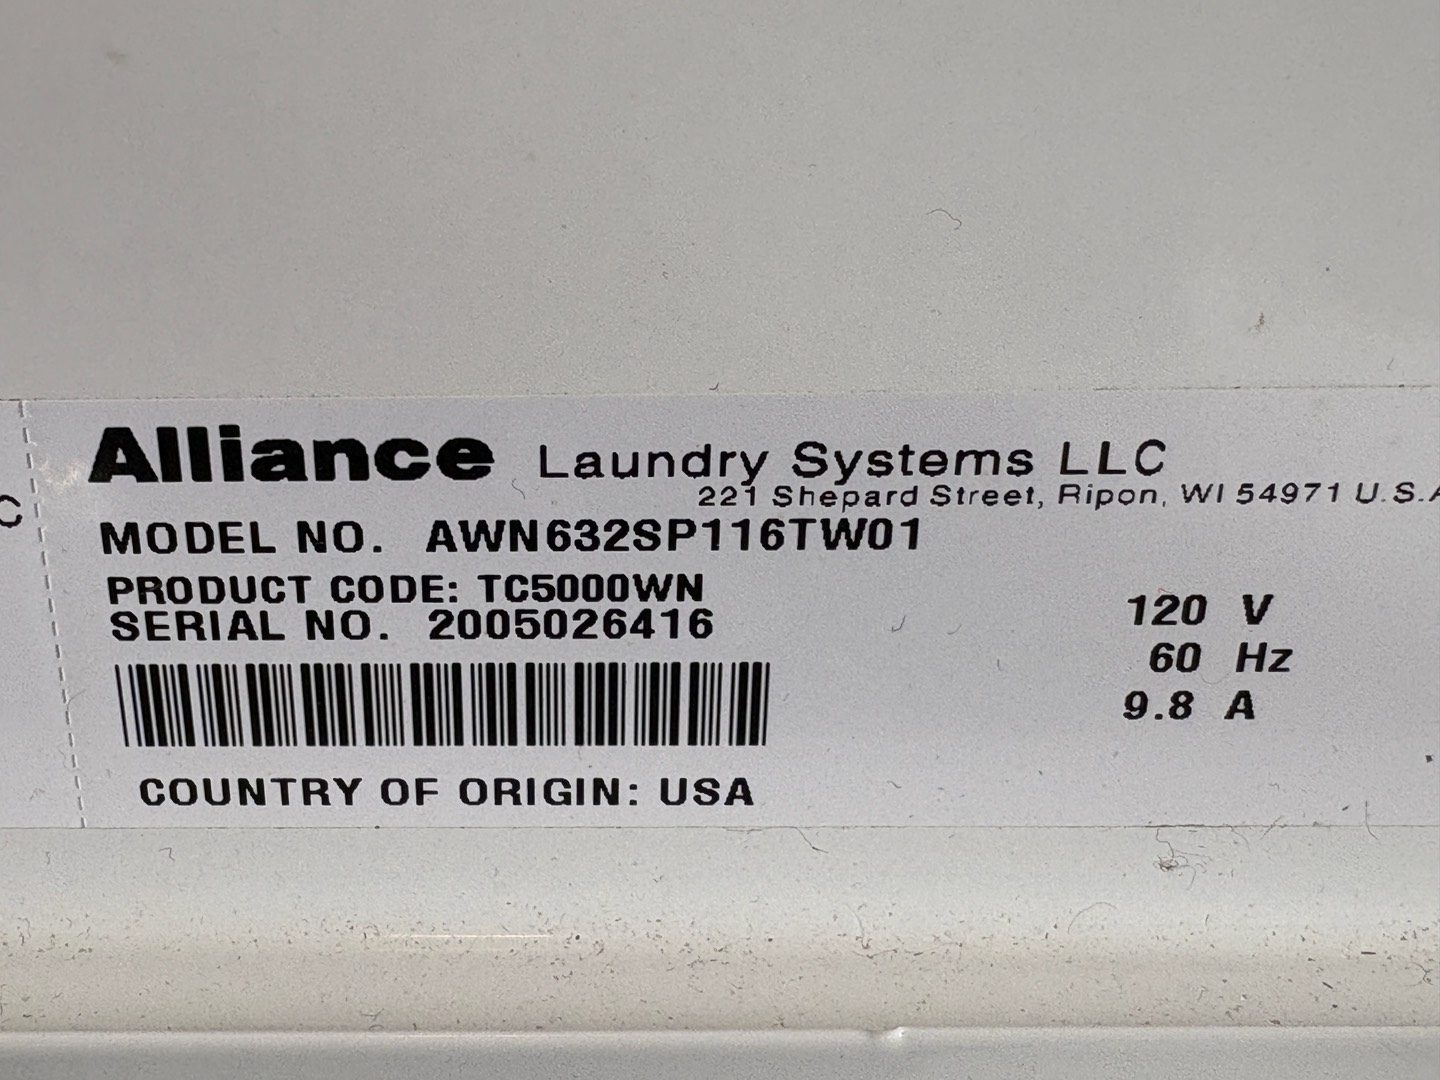 Alliance Laundry Systems LLC
221 Shepard Street, Ripon, WI 54971 U.S.A
C
MODEL NO. AWN632SP116TW01
PRODUCT CODE: TC5000WN
SERIAL NO. 2005026416
120 V
60 Hz
9.8 A
COUNTRY OF ORIGIN: USA